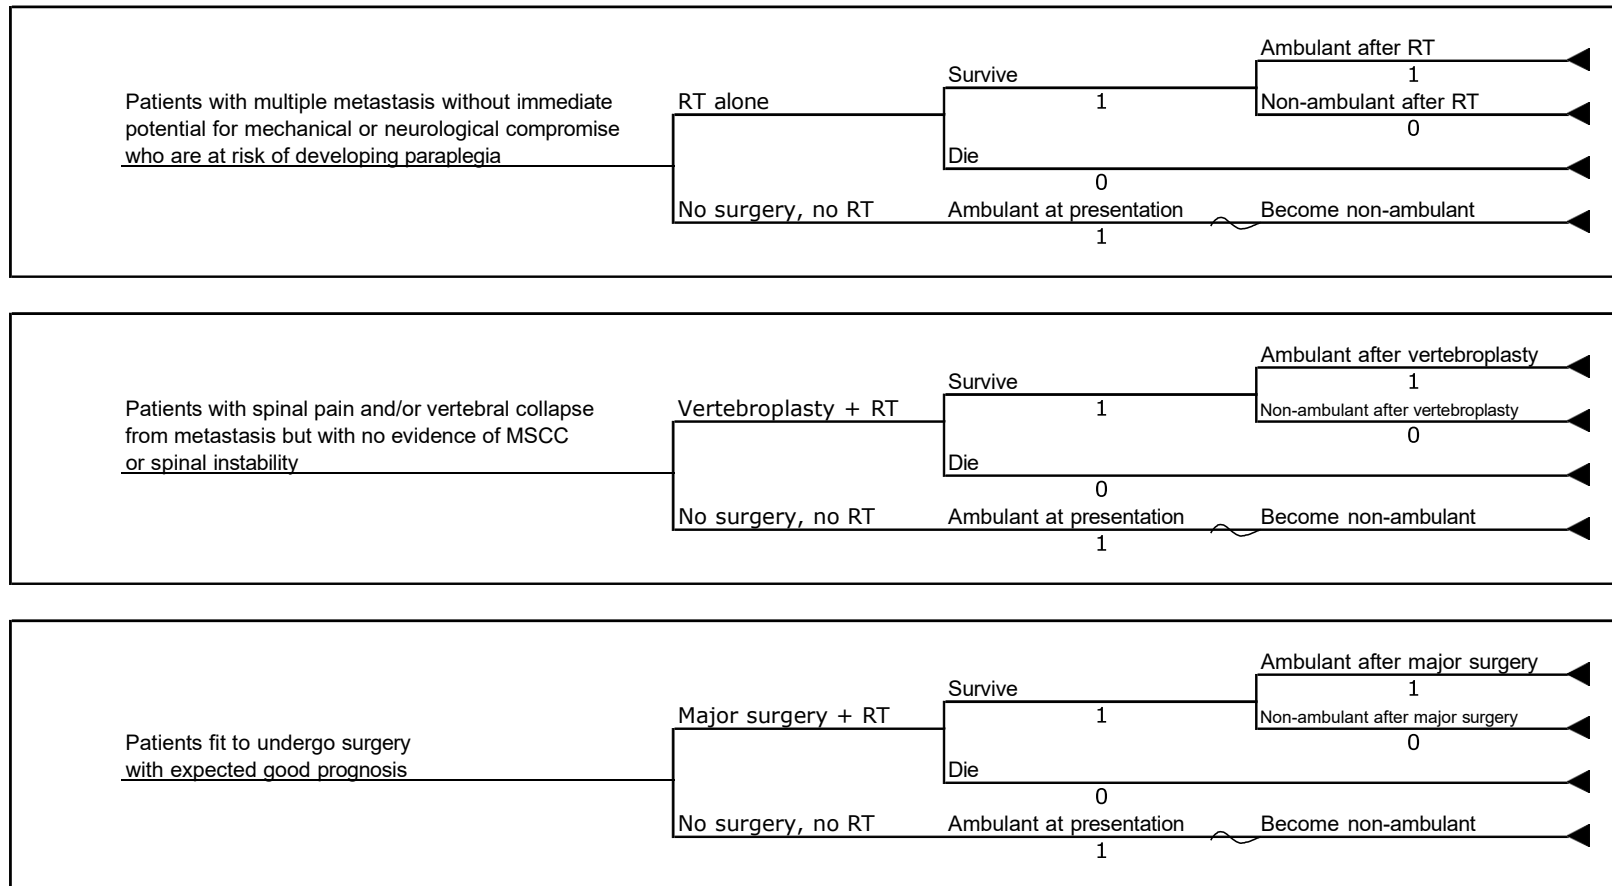 Ambulant after RT
Survive
1
1
Patients with multiple metastasis without immediate
RT alone
Non-ambulant after RT
potential for mechanical or neurological compromise
0
who are at risk of developing paraplegia
Die
0
No surgery, no RT
Ambulant at presentation
Become non-ambulant
1
Ambulant after vertebroplasty
Survive
1
1
Patients with spinal pain and/or vertebral collapse
Vertebroplasty + RT
Non-ambulant after vertebroplasty
from metastasis but with no evidence of MSCC
0
or spinal instability
Die
0
No surgery, no RT
Ambulant at presentation
Become non-ambulant
1
Ambulant after major surgery
Survive
1
1
Major surgery + RT
Non-ambulant after major surgery
Patients fit to undergo surgery
0
with expected good prognosis
Die
0
No surgery, no RT
Ambulant at presentation
Become non-ambulant
1